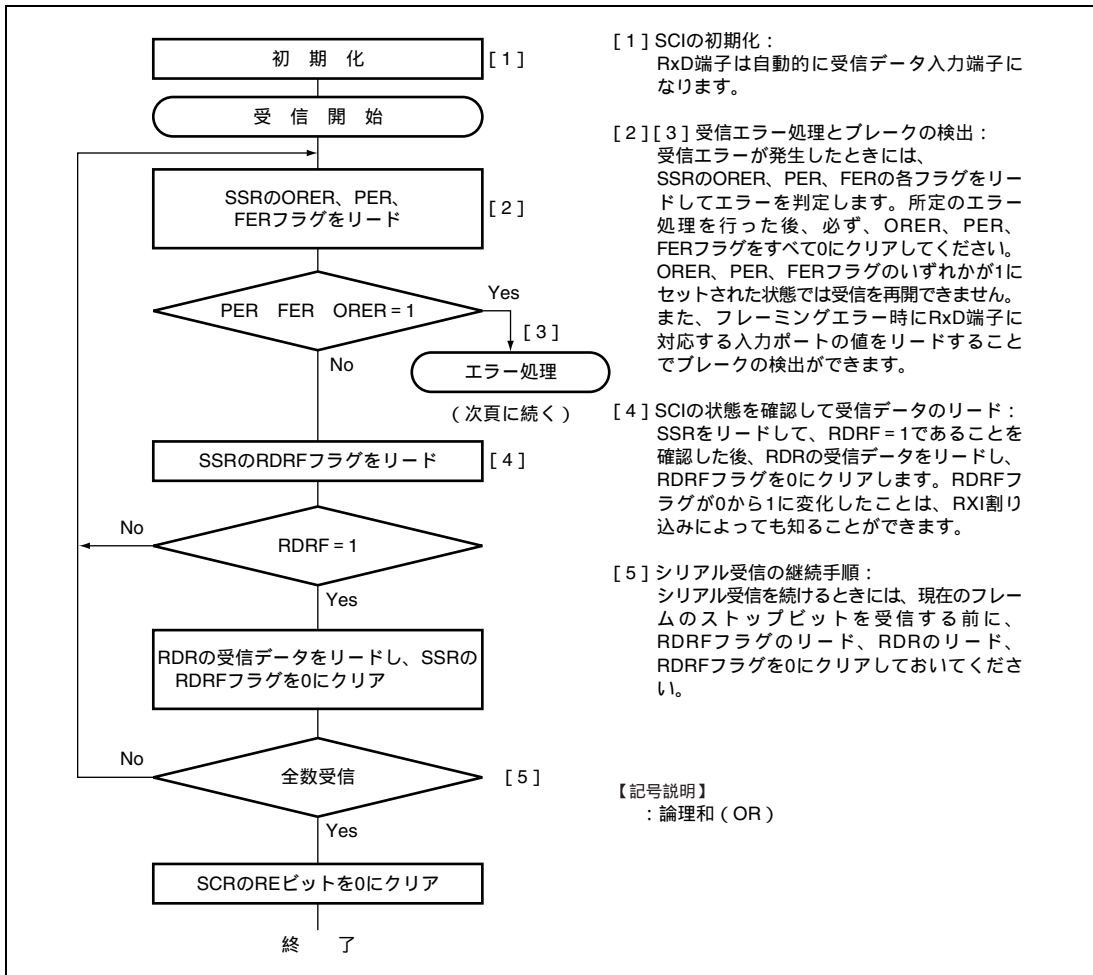 初 期 化 [1]
受 信 開 始
SSRのORER、PER、
FERフラグをリード
[2]
PER FER ORER=1
Yes
[3]
No
エラー処理
(次頁に続く)
SSRのRDRFフラグをリード [4]
No
RDRF=1
Yes
RDRの受信データをリードし、SSRの
RDRFフラグを0にクリア
No
全数受信 [5]
Yes
SCRのREビットを0にクリア
終 了
[1] SCIの初期化:
RxD端子は自動的に受信データ入力端子に
なります。
[2][3] 受信エラー処理とブレークの検出:
受信エラーが発生したときには、
SSRのORER、PER、FERの各フラグをリー
ドしてエラーを判定します。所定のエラー
処理を行った後、必ず、ORER、PER、
FERフラグをすべて0にクリアしてください。
ORER、PER、FERフラグのいずれかが1に
セットされた状態では受信を再開できません。
また、フレーミングエラー時にRxD端子に
対応する入力ポートの値をリードすること
でブレークの検出ができます。
[4] SCIの状態を確認して受信データのリード:
SSRをリードして、RDRF=1であることを
確認した後、RDRの受信データをリードし、
RDRFフラグを0にクリアします。RDRFフ
ラグが0から1に変化したことは、RXI割り
込みによっても知ることができます。
[5] シリアル受信の継続手順:
シリアル受信を続けるときには、現在のフレー
ムのストップビットを受信する前に、
RDRFフラグのリード、RDRのリード、
RDRFフラグを0にクリアしておいてくださ
い。
【記号説明】
:論理和(OR)